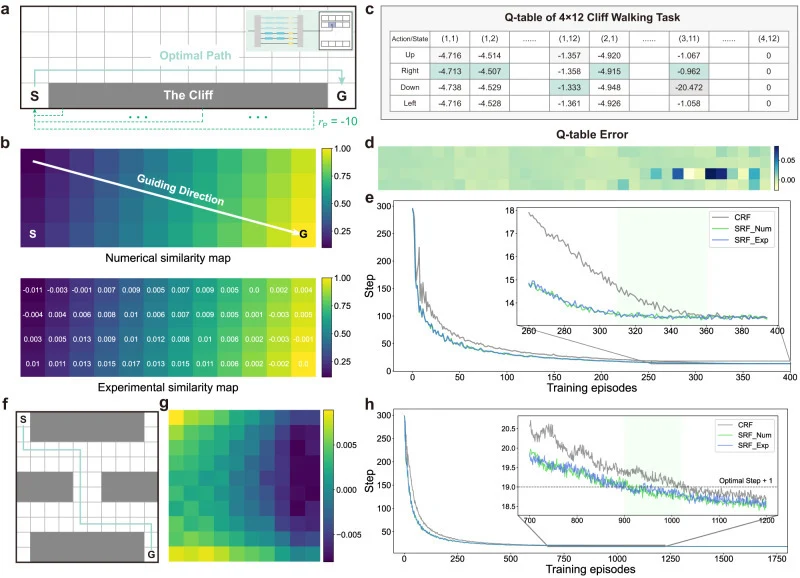 a
Optimal Path
S
The Cliff
G
rP = -10
b
Guiding Direction
S
G
Numerical similarity map
1.00
0.75
0.50
0.25
-0.011 -0.003 -0.001 0.007 0.009 0.005 0.009 0.005 0.0 0.002 0.004
-0.004 0.004 0.006 0.008 0.01 0.006 0.007 0.009 0.003 -0.003 0.005
0.003 0.005 0.013 0.009 0.01 0.01 0.008 0.005 0.003 -0.003 -0.001
0.01 0.011 0.013 0.015 0.017 0.013 0.015 0.01 0.002 -0.002 0.0
Experimental similarity map
1.00
0.75
0.50
0.25
c
Q-table of 4×12 Cliff Walking Task
Action/State (1,1) (1,2) ...... (1,12) (2,1) ...... (3,11) ...... (4,12)
Up -4.716 -4.514 -1.357 -4.920 -1.067 0
Right -4.713 -4.507 -1.358 -4.915 -0.962 0
Down -4.738 -4.529 -1.333 -4.948 -20.472 0
Left -4.716 -4.528 -1.361 -4.926 -1.058 0
d
Q-table Error
0.05
0.00
e
Step
300
250
200
150
100
50
0
0 50 100 150 200 250 300 350 400
Training episodes
18
17
16
15
14
260 280 300 320 340 360 380 400
CRF
SRF_Num
SRF_Exp
f
S
G
g
0.005
0.000
-0.005
h
Step
300
250
200
150
100
50
0 250 500 750 1000 1250 1500 1750
Training episodes
20.5
20.0
19.5
19.0
18.5
700 800 900 1000 1100 1200
CRF
SRF_Num
SRF_Exp
Optimal Step + 1